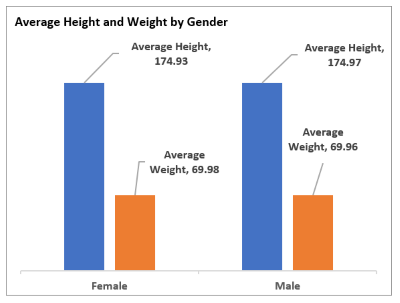 Average Height and Weight by Gender
Average Height,
174.93
Average
Weight, 69.98
Average Height,
174.97
Average
Weight, 69.96
Female
Male